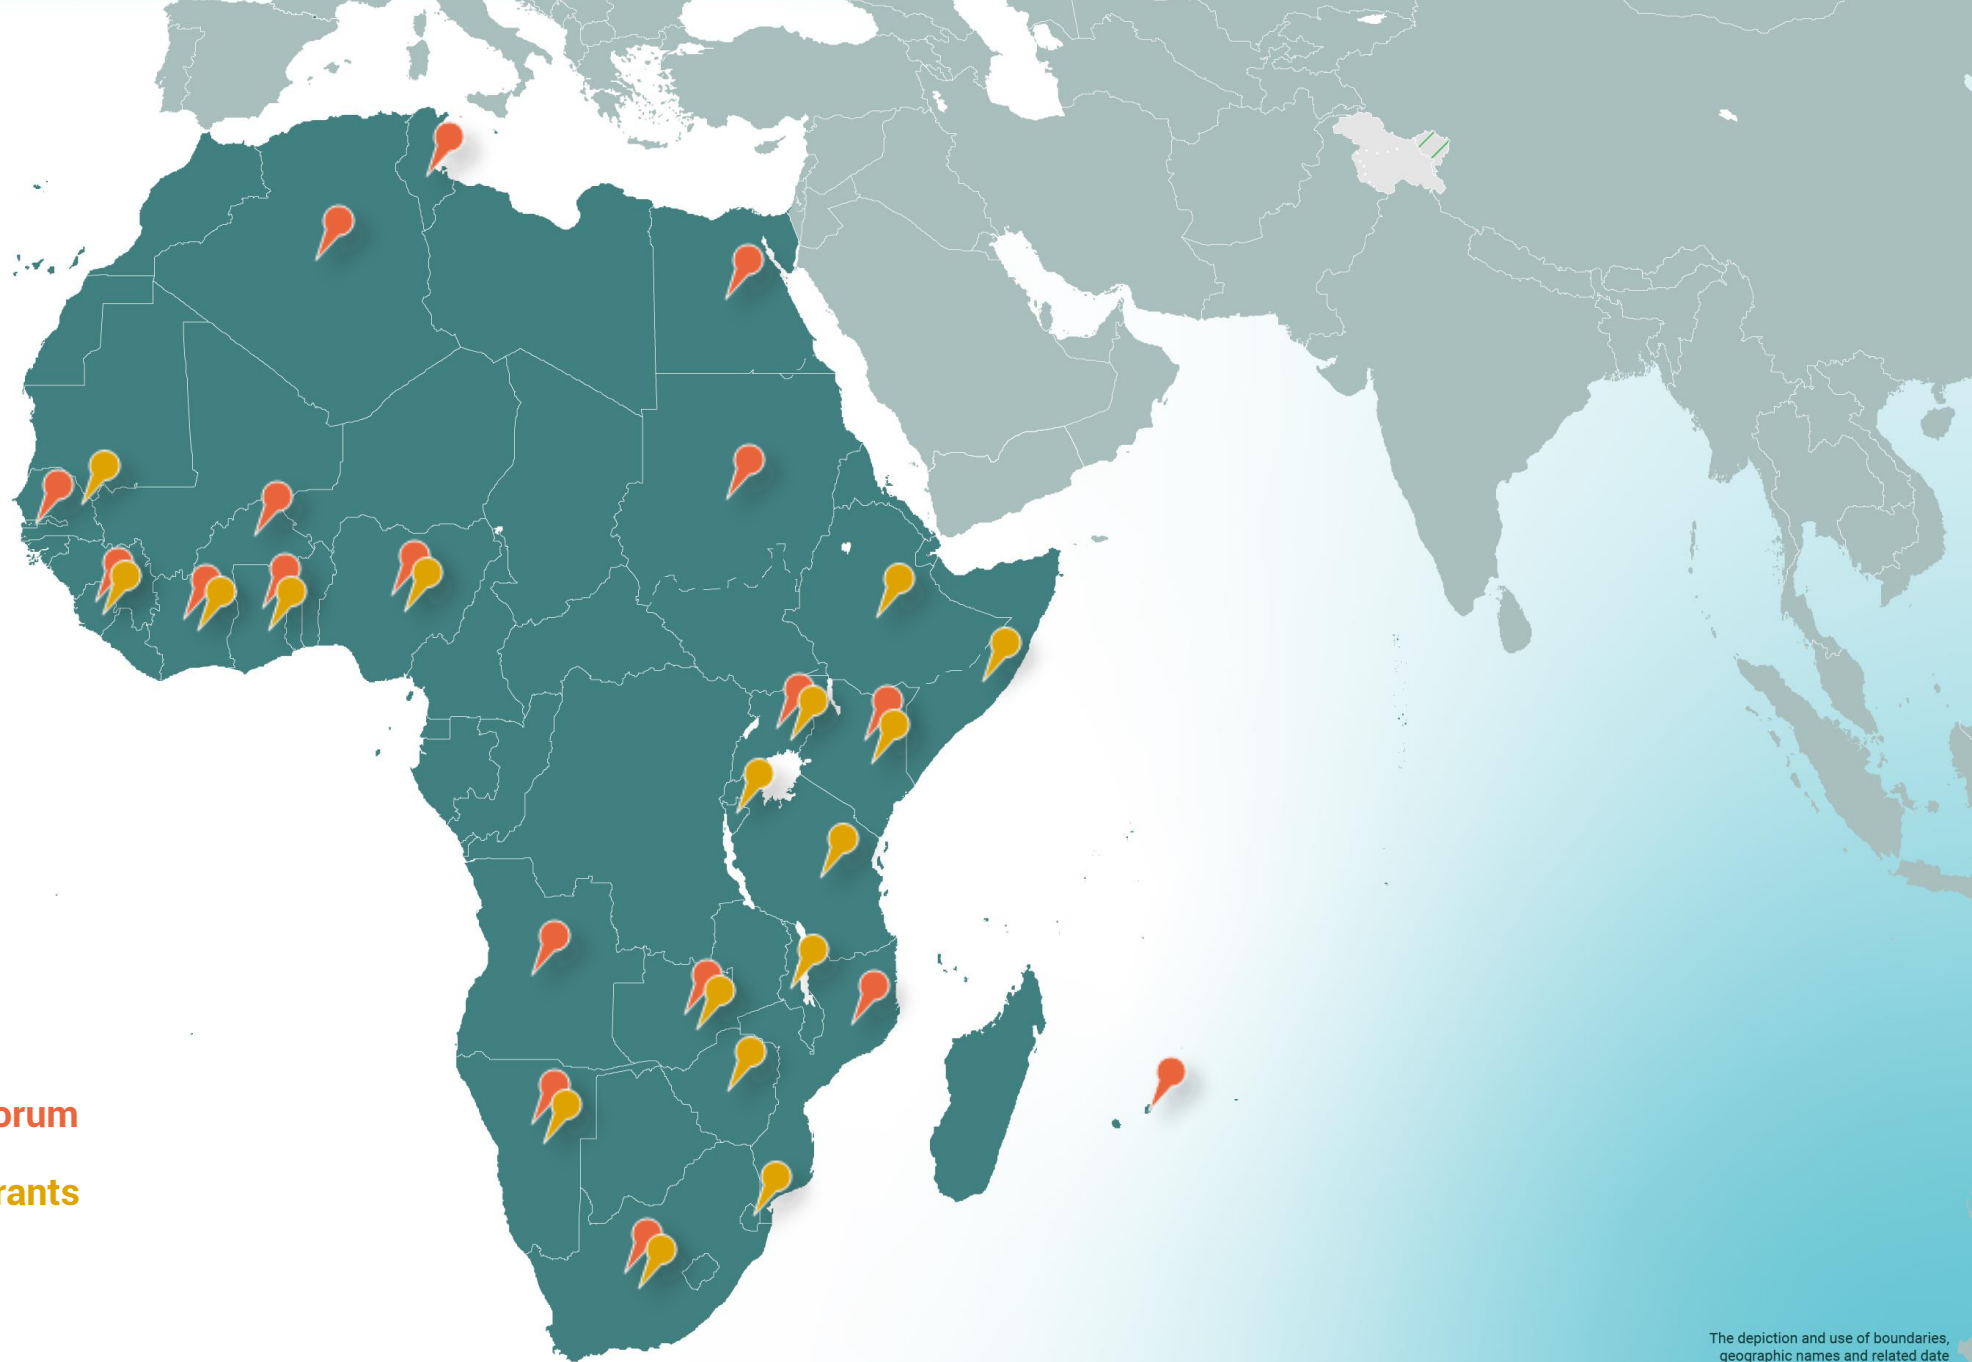 orum
rants
The depiction and use of boundaries,
geographic names and related date